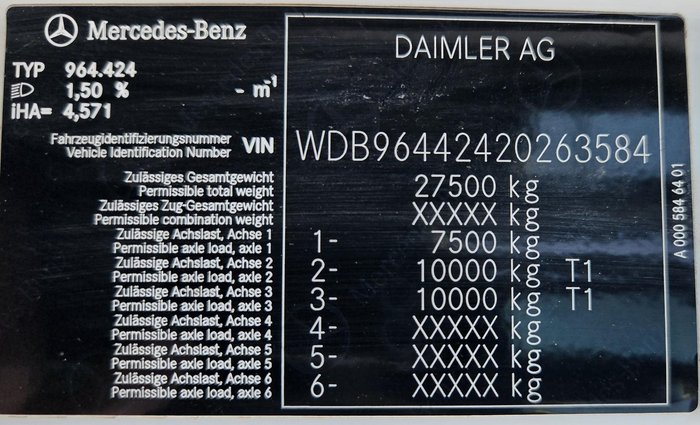 Mercedes-Benz
TYP 964.424
1,50 % - m⁻¹
iHA= 4,571
DAIMLER AG
Fahrzeugidentifizierungsnummer
Vehicle Identification Number VIN WDB96442420263584
Zulässiges Gesamtgewicht
Permissible total weight 27500 kg
Zulässiges Zug-Gesamtgewicht
Permissible combination weight XXXXX kg
Zulässige Achslast, Achse 1
Permissible axle load, axle 1 1- 7500 kg
Zulässige Achslast, Achse 2
Permissible axle load, axle 2 2- 10000 kg T1
Zulässige Achslast, Achse 3
Permissible axle load, axle 3 3- 10000 kg T1
Zulässige Achslast, Achse 4
Permissible axle load, axle 4 4- XXXXX kg
Zulässige Achslast, Achse 5
Permissible axle load, axle 5 5- XXXXX kg
Zulässige Achslast, Achse 6
Permissible axle load, axle 6 6- XXXXX kg
A 000 584 64 01